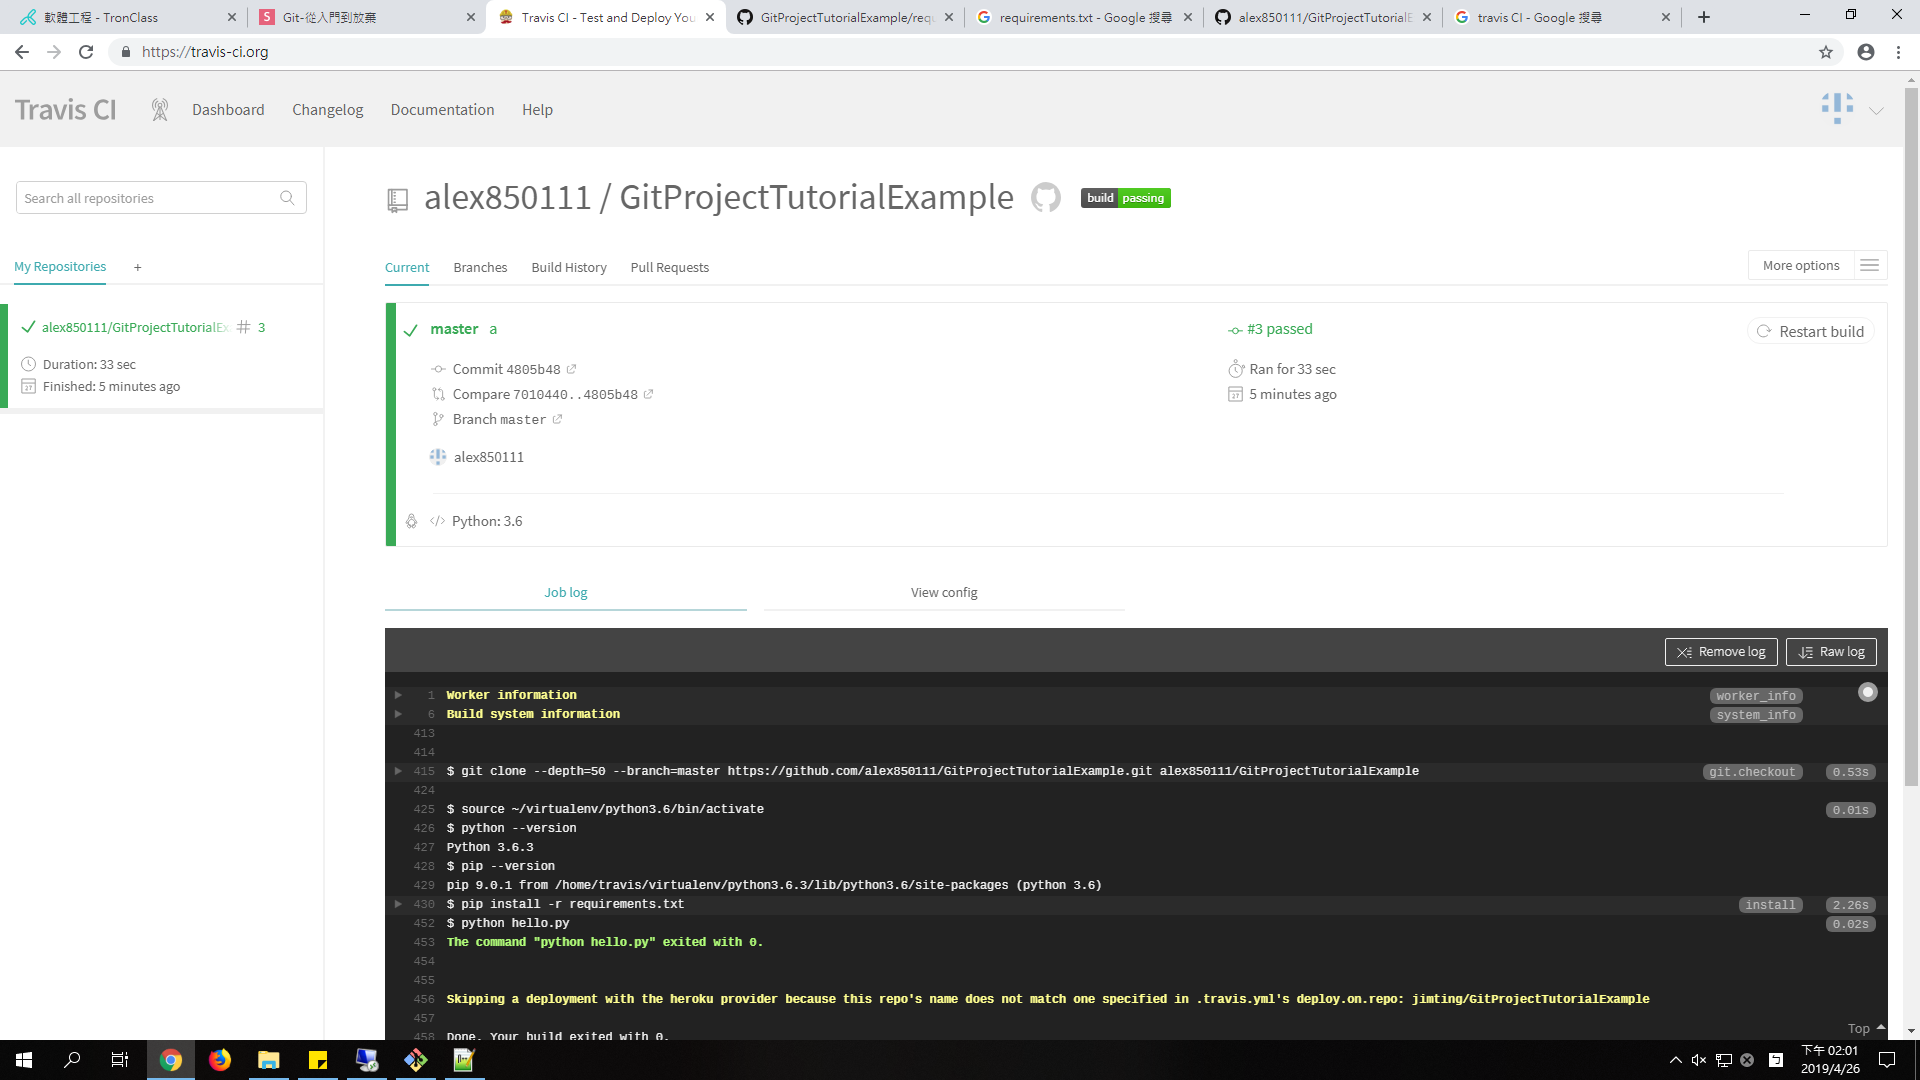 軟體工程 - TronClass
Git-從入門到放棄
Travis CI - Test and Deploy You
GitProjectTutorialExample/requ
requirements.txt - Google 搜尋
alex850111/GitProjectTutorialE
travis CI - Google 搜尋
https://travis-ci.org
Travis CI
Dashboard
Changelog
Documentation
Help
Search all repositories
My Repositories
+
alex850111/GitProjectTutorialEx
# 3
Duration: 33 sec
Finished: 5 minutes ago
alex850111 / GitProjectTutorialExample
build passing
Current
Branches
Build History
Pull Requests
More options
master a
#3 passed
Restart build
Commit 4805b48
Ran for 33 sec
Compare 7010440..4805b48
5 minutes ago
Branch master
alex850111
</> Python: 3.6
Job log
View config
Remove log
Raw log
1 Worker information worker_info
6 Build system information system_info
413
414
415 $ git clone --depth=50 --branch=master https://github.com/alex850111/GitProjectTutorialExample.git alex850111/GitProjectTutorialExample git.checkout 0.53s
424
425 $ source ~/virtualenv/python3.6/bin/activate 0.01s
426 $ python --version
427 Python 3.6.3
428 $ pip --version
429 pip 9.0.1 from /home/travis/virtualenv/python3.6.3/lib/python3.6/site-packages (python 3.6)
430 $ pip install -r requirements.txt install 2.26s
452 $ python hello.py 0.02s
453 The command "python hello.py" exited with 0.
454
455
456 Skipping a deployment with the heroku provider because this repo's name does not match one specified in .travis.yml's deploy.on.repo: jimting/GitProjectTutorialExample
457
458 Done. Your build exited with 0.
Top
下午 02:01
2019/4/26